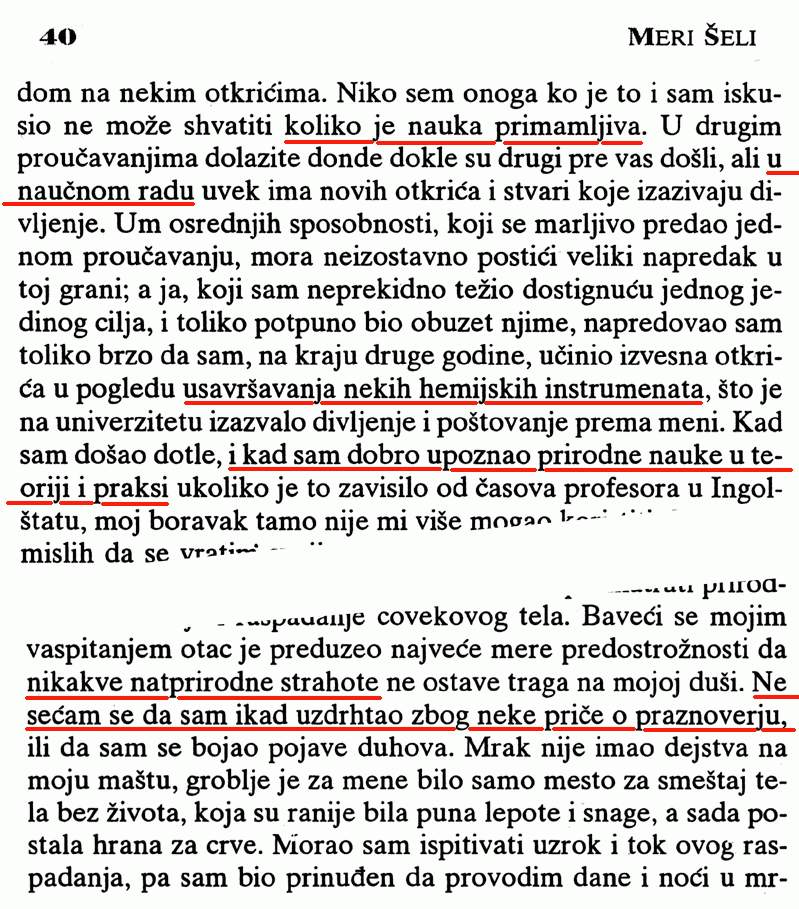 40 MERI ŠELI
dom na nekim otkrićima. Niko sem onoga ko je to i sam isku-
sio ne može shvatiti koliko je nauka primamljiva. U drugim
proučavanjima dolazite donde dokle su drugi pre vas došli, ali u
naučnom radu uvek ima novih otkrića i stvari koje izazivaju di-
vljenje. Um osrednjih sposobnosti, koji se marljivo predao jed-
nom proučavanju, mora neizostavno postići veliki napredak u
toj grani; a ja, koji sam neprekidno težio dostignuću jednog je-
dinog cilja, i toliko potpuno bio obuzet njime, napredovao sam
toliko brzo da sam, na kraju druge godine, učinio izvesna otkri-
ća u pogledu usavršavanja nekih hemijskih instrumenata, što je
na univerzitetu izazvalo divljenje i poštovanje prema meni. Kad
sam došao dotle, i kad sam dobro upoznao prirodne nauke u te-
oriji i praksi ukoliko je to zavisilo od časova profesora u Ingol-
štatu, moj boravak tamo nije mi više mogao
mislih da se vratim
prirod-
raspadanje covekovog tela. Baveći se mojim
vaspitanjem otac je preduzeo najveće mere predostrožnosti da
nikakve natprirodne strahote ne ostave traga na mojoj duši. Ne
sećam se da sam ikad uzdrhtao zbog neke priče o praznoverju,
ili da sam se bojao pojave duhova. Mrak nije imao dejstva na
moju maštu, groblje je za mene bilo samo mesto za smeštaj te-
la bez života, koja su ranije bila puna lepote i snage, a sada po-
stala hrana za crve. Morao sam ispitivati uzrok i tok ovog ras-
padanja, pa sam bio prinuđen da provodim dane i noći u mr-